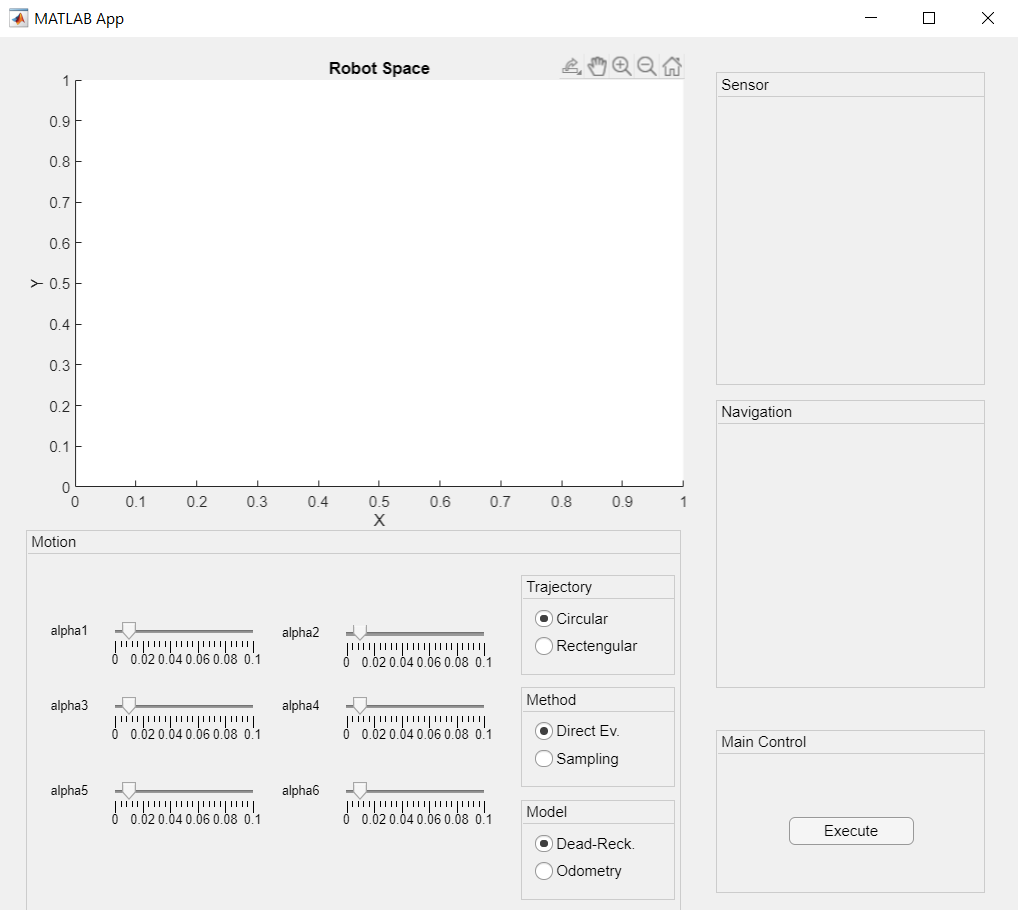 MATLAB App
Robot Space
1
0.9
0.8
0.7
0.6
0.5
0.4
0.3
0.2
0.1
0
Y
0 0.1 0.2 0.3 0.4 0.5 0.6 0.7 0.8 0.9 1
X
Motion
alpha1
0 0.02 0.04 0.06 0.08 0.1
alpha2
0 0.02 0.04 0.06 0.08 0.1
alpha3
0 0.02 0.04 0.06 0.08 0.1
alpha4
0 0.02 0.04 0.06 0.08 0.1
alpha5
0 0.02 0.04 0.06 0.08 0.1
alpha6
0 0.02 0.04 0.06 0.08 0.1
Trajectory
Circular
Rectengular
Method
Direct Ev.
Sampling
Model
Dead-Reck.
Odometry
Sensor
Navigation
Main Control
Execute